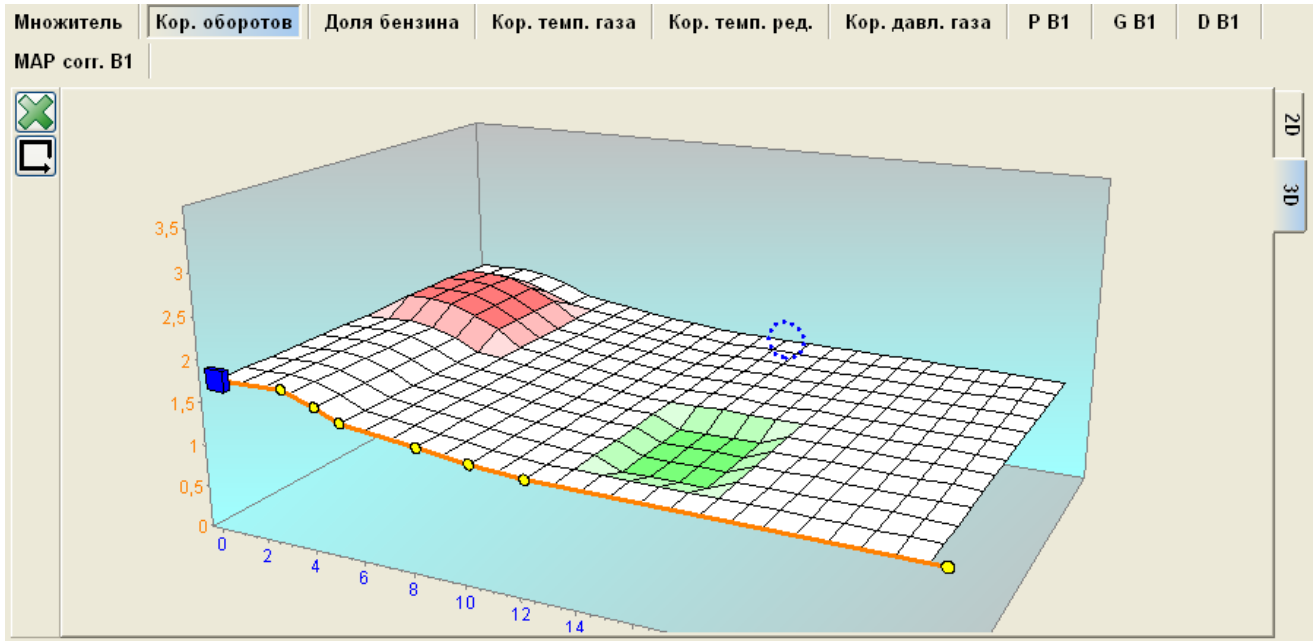 Множитель Кор. оборотов Доля бензина Кор. темп. газа Кор. темп. ред. Кор. давл. газа P B1 G B1 D B1
MAP corr. B1
2D
3D
3,5
3
2,5
2
1,5
1
0,5
0
0 2 4 6 8 10 12 14